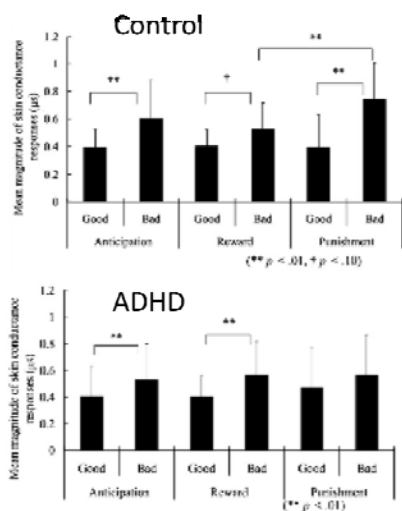 Control
Mean magnitude of skin conductance
responses (μs)
1.2
1
0.8
0.6
0.4
0.2
0
**
†
**
**
Good Bad Good Bad Good Bad
Anticipation Reward Punishment
(** p < .01, † p < .10)
ADHD
Mean magnitude of skin conductance
responses (μs)
1.2
1
0.8
0.6
0.4
0.2
0
**
**
Good Bad Good Bad Good Bad
Anticipation Reward Punishment
(** p < .01)